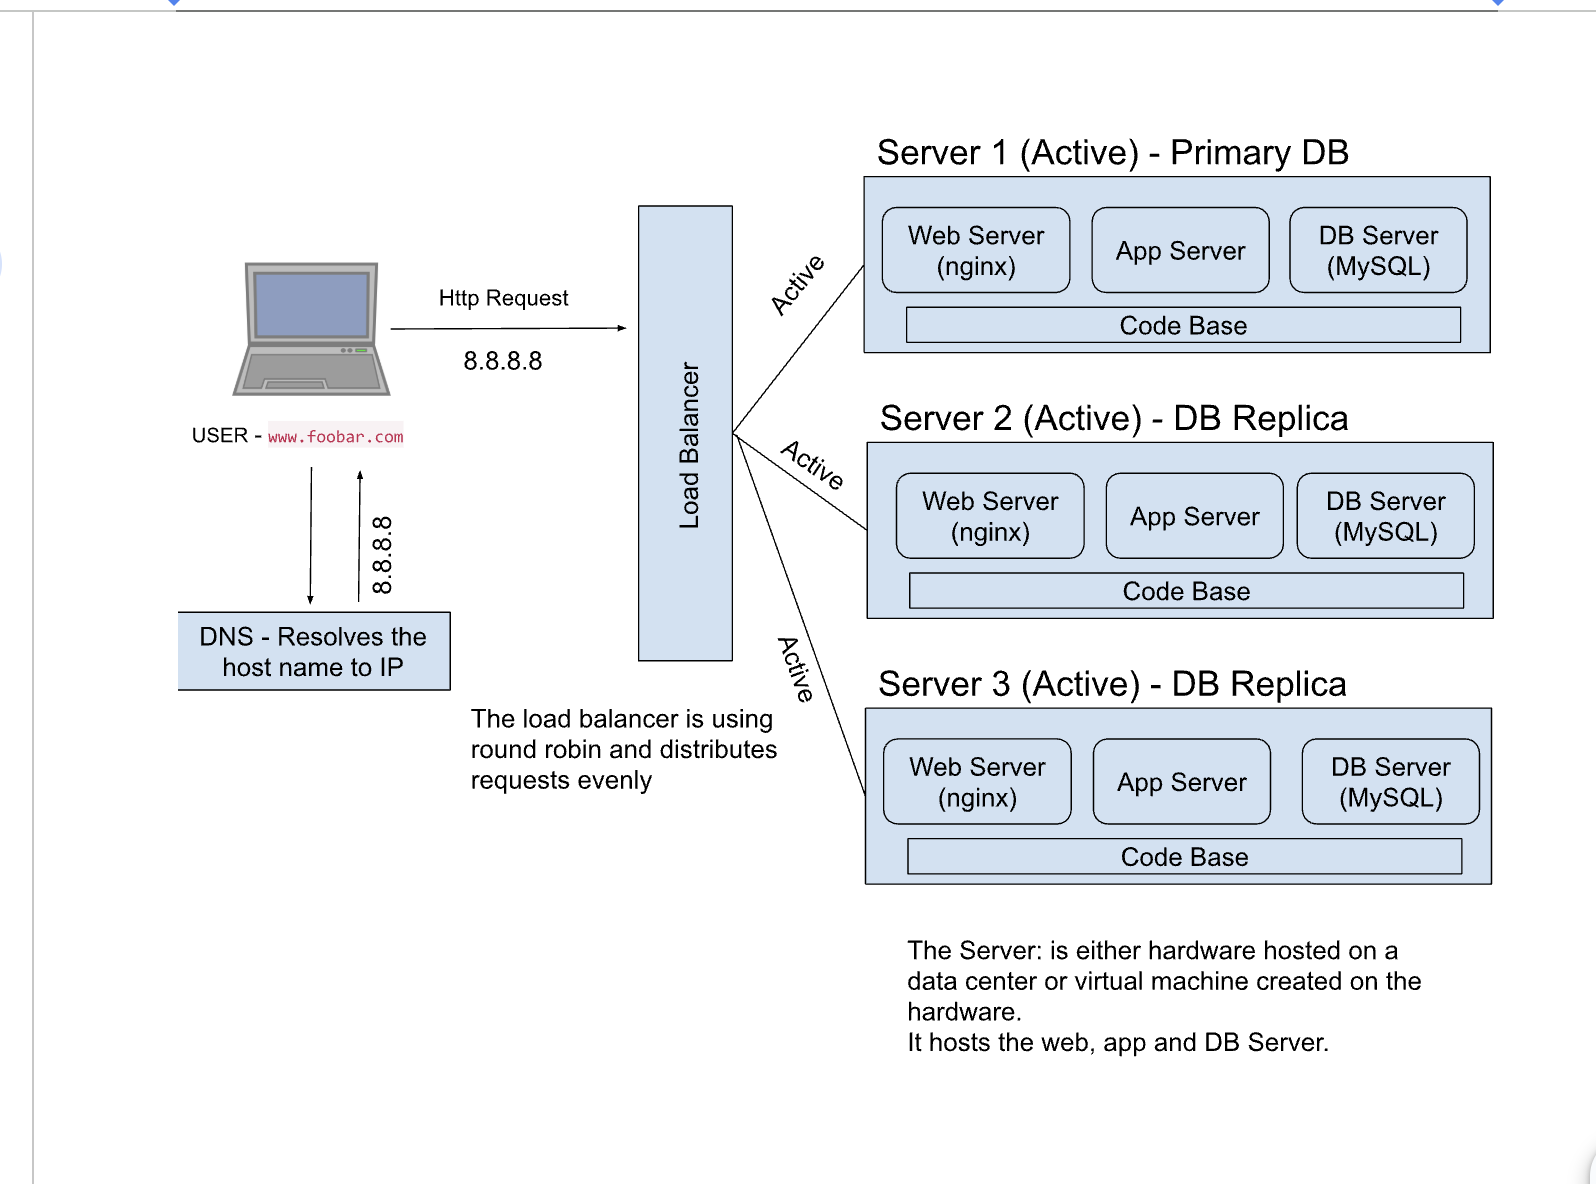 Server 1 (Active) - Primary DB
Web Server
(nginx)
App Server
DB Server
(MySQL)
Code Base
Http Request
8.8.8.8
USER - www.foobar.com
8.8.8.8
DNS - Resolves the
host name to IP
Load Balancer
Active
Active
Active
The load balancer is using
round robin and distributes
requests evenly
Server 2 (Active) - DB Replica
Web Server
(nginx)
App Server
DB Server
(MySQL)
Code Base
Server 3 (Active) - DB Replica
Web Server
(nginx)
App Server
DB Server
(MySQL)
Code Base
The Server: is either hardware hosted on a
data center or virtual machine created on the
hardware.
It hosts the web, app and DB Server.